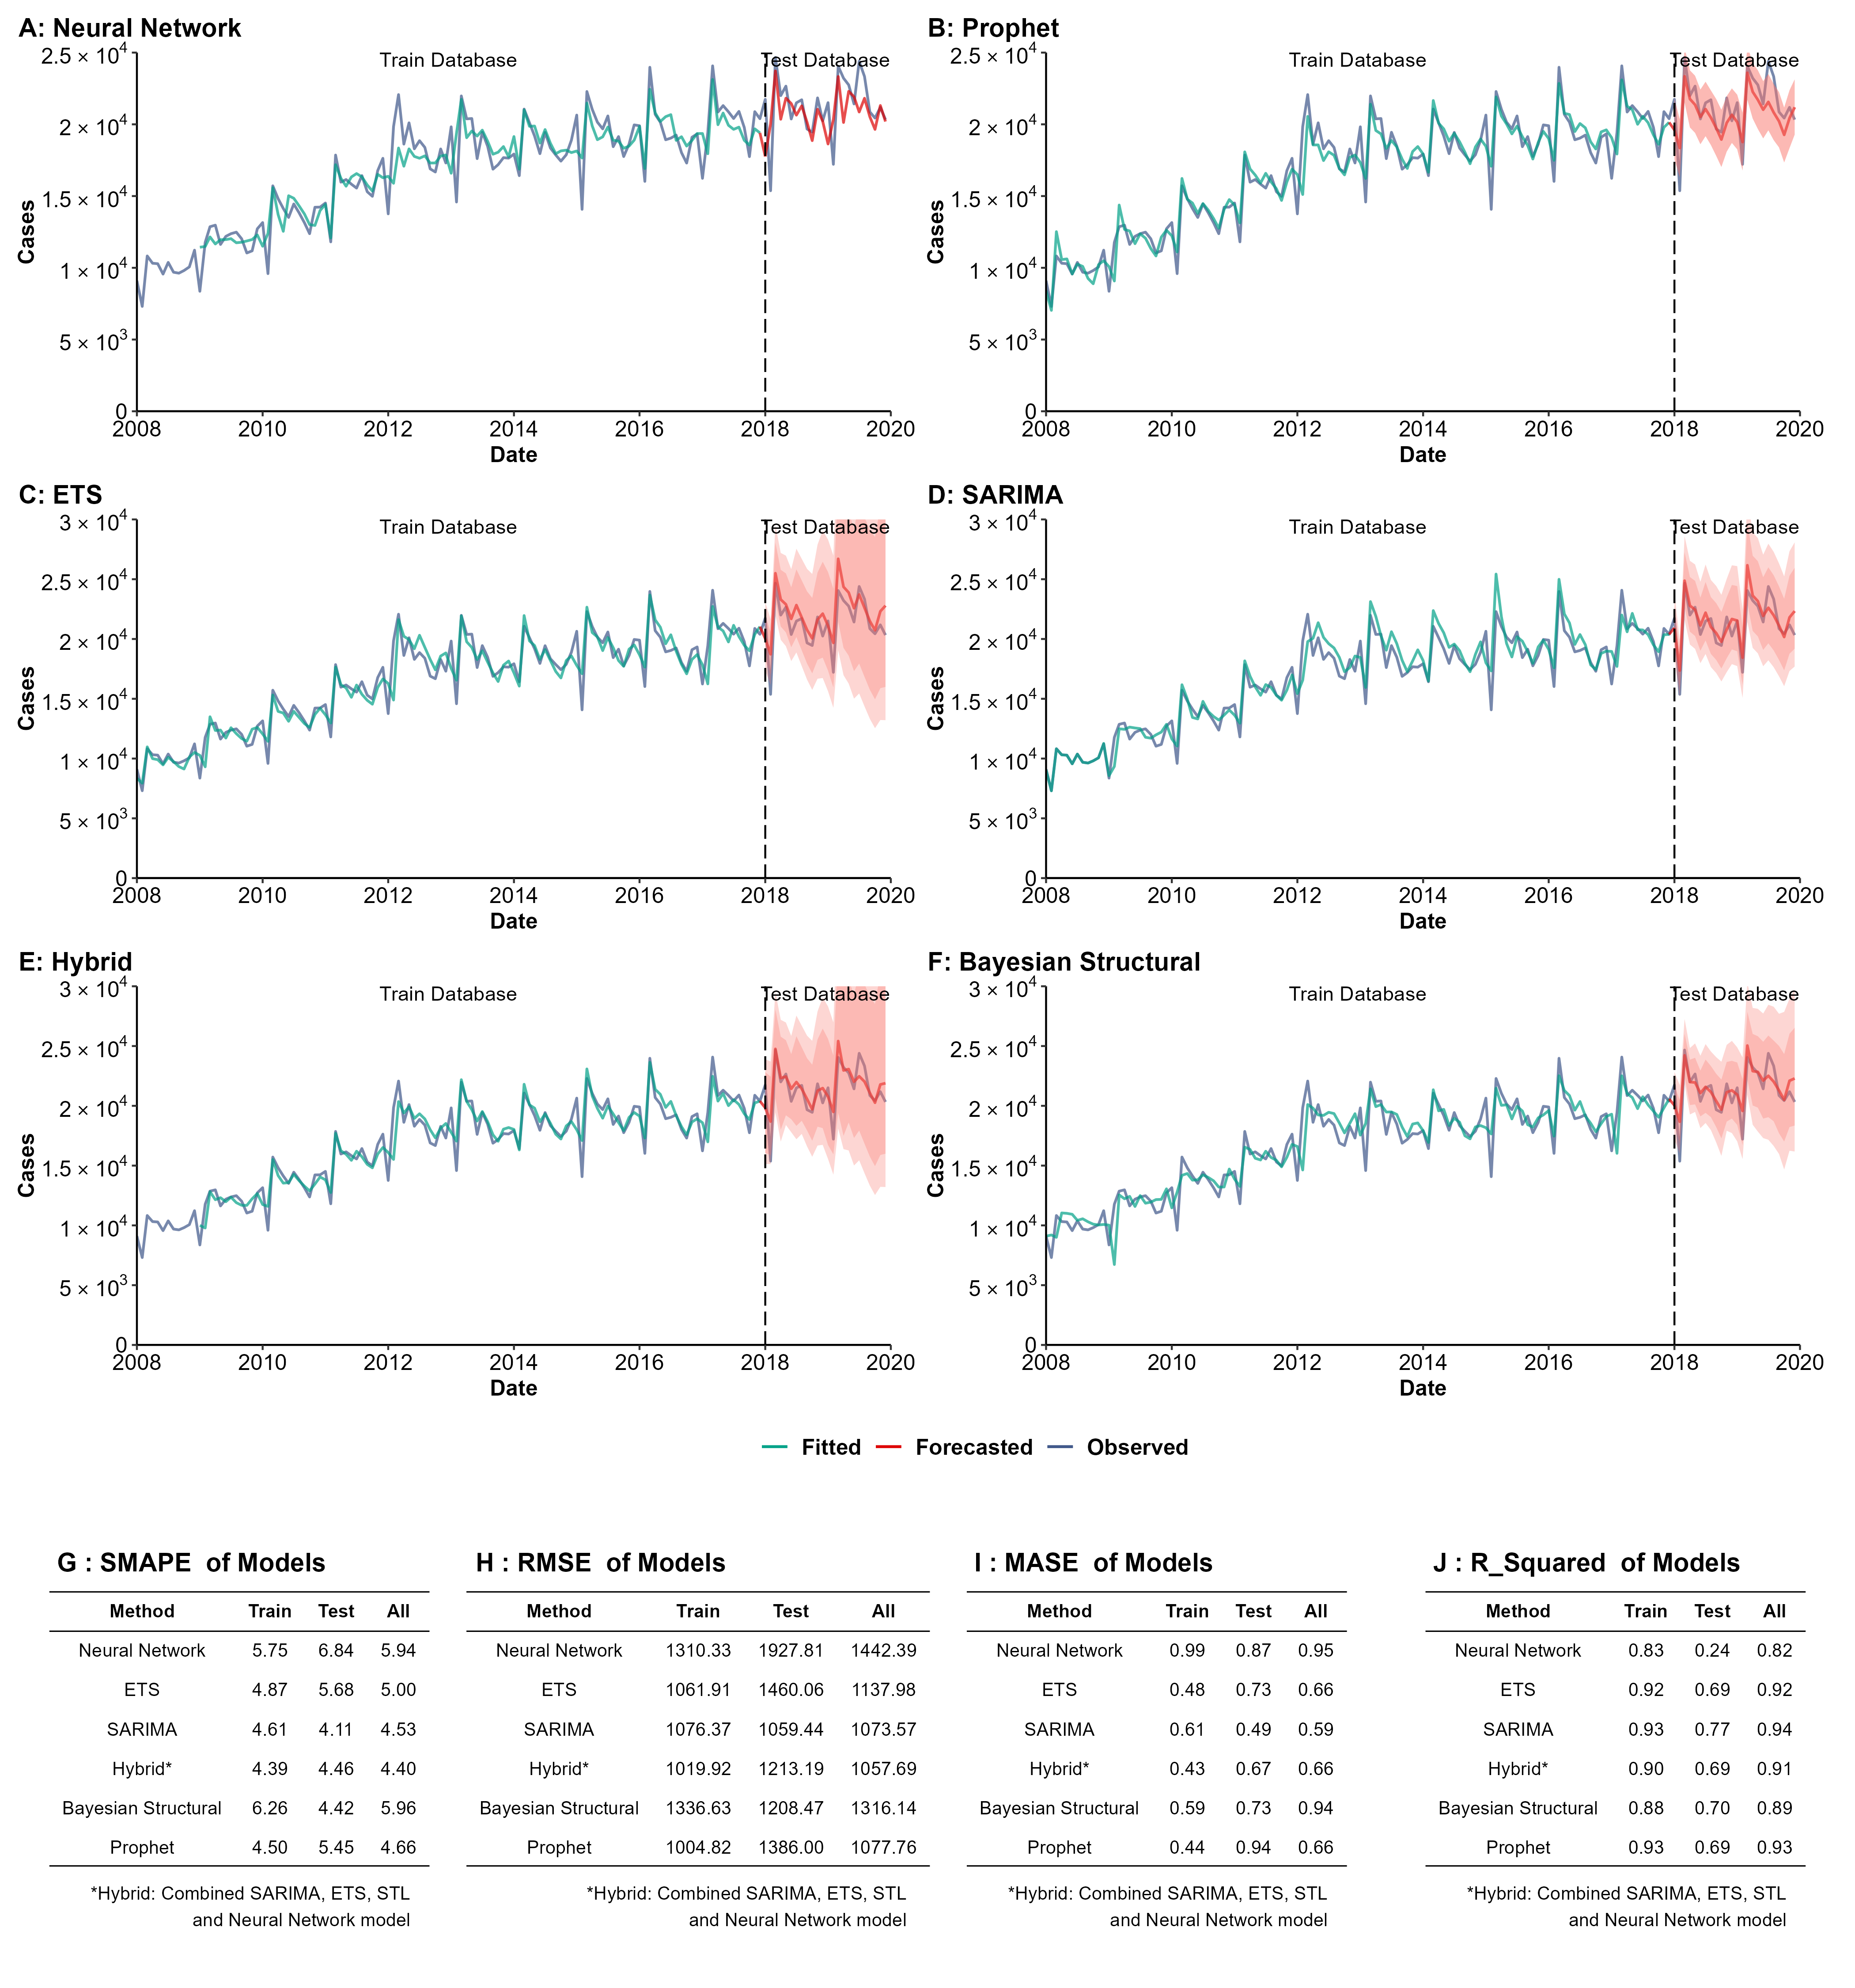 A: Neural Network
Train Database
Test Database
2.5 × 10⁴
2 × 10⁴
1.5 × 10⁴
1 × 10⁴
5 × 10³
0
Cases
2008 2010 2012 2014 2016 2018 2020
Date
B: Prophet
Train Database
Test Database
2.5 × 10⁴
2 × 10⁴
1.5 × 10⁴
1 × 10⁴
5 × 10³
0
Cases
2008 2010 2012 2014 2016 2018 2020
Date
C: ETS
Train Database
Test Database
3 × 10⁴
2.5 × 10⁴
2 × 10⁴
1.5 × 10⁴
1 × 10⁴
5 × 10³
0
Cases
2008 2010 2012 2014 2016 2018 2020
Date
D: SARIMA
Train Database
Test Database
3 × 10⁴
2.5 × 10⁴
2 × 10⁴
1.5 × 10⁴
1 × 10⁴
5 × 10³
0
Cases
2008 2010 2012 2014 2016 2018 2020
Date
E: Hybrid
Train Database
Test Database
3 × 10⁴
2.5 × 10⁴
2 × 10⁴
1.5 × 10⁴
1 × 10⁴
5 × 10³
0
Cases
2008 2010 2012 2014 2016 2018 2020
Date
F: Bayesian Structural
Train Database
Test Database
3 × 10⁴
2.5 × 10⁴
2 × 10⁴
1.5 × 10⁴
1 × 10⁴
5 × 10³
0
Cases
2008 2010 2012 2014 2016 2018 2020
Date
Fitted Forecasted Observed
G : SMAPE of Models
Method Train Test All
Neural Network 5.75 6.84 5.94
ETS 4.87 5.68 5.00
SARIMA 4.61 4.11 4.53
Hybrid* 4.39 4.46 4.40
Bayesian Structural 6.26 4.42 5.96
Prophet 4.50 5.45 4.66
*Hybrid: Combined SARIMA, ETS, STL
and Neural Network model
H : RMSE of Models
Method Train Test All
Neural Network 1310.33 1927.81 1442.39
ETS 1061.91 1460.06 1137.98
SARIMA 1076.37 1059.44 1073.57
Hybrid* 1019.92 1213.19 1057.69
Bayesian Structural 1336.63 1208.47 1316.14
Prophet 1004.82 1386.00 1077.76
*Hybrid: Combined SARIMA, ETS, STL
and Neural Network model
I : MASE of Models
Method Train Test All
Neural Network 0.99 0.87 0.95
ETS 0.48 0.73 0.66
SARIMA 0.61 0.49 0.59
Hybrid* 0.43 0.67 0.66
Bayesian Structural 0.59 0.73 0.94
Prophet 0.44 0.94 0.66
*Hybrid: Combined SARIMA, ETS, STL
and Neural Network model
J : R_Squared of Models
Method Train Test All
Neural Network 0.83 0.24 0.82
ETS 0.92 0.69 0.92
SARIMA 0.93 0.77 0.94
Hybrid* 0.90 0.69 0.91
Bayesian Structural 0.88 0.70 0.89
Prophet 0.93 0.69 0.93
*Hybrid: Combined SARIMA, ETS, STL
and Neural Network model